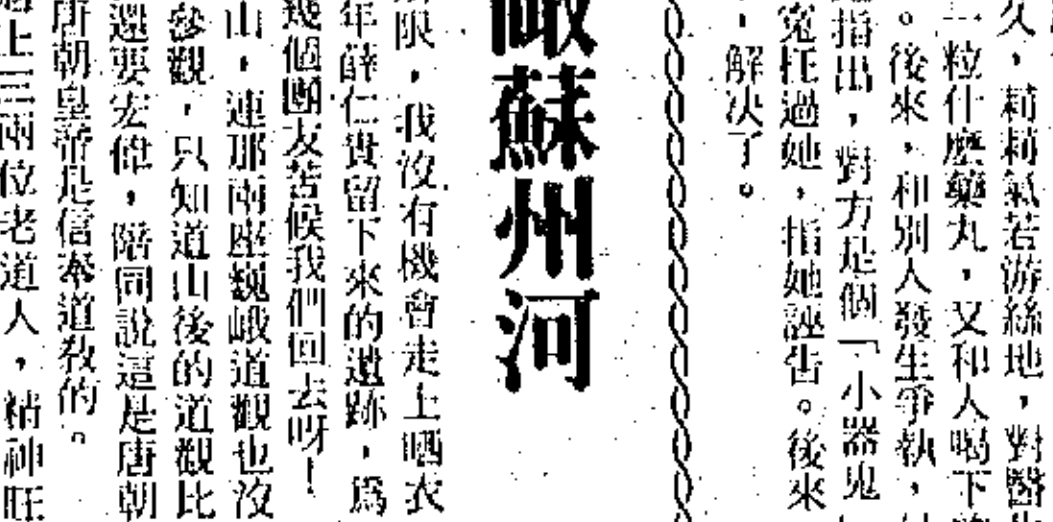 久，莉莉氣若游絲地，對醫
一粒什麼藥丸，又和人喝下
。後來，和別人發生爭執，
指出，對方是個「小器鬼
冤枉過她，指她誣告。後來
，解决了。
蘇州河
限，我沒有機會走上晒衣
年薛仁貴留下來的遺跡，爲
幾個團友苦候我們回去呀！
山，連那兩座巍峨道觀也沒
參觀，只知道山後的道觀比
還要宏偉，陪同說這是唐朝
唐朝皇帝是信奉道教的。
上三兩位老道人，精神旺